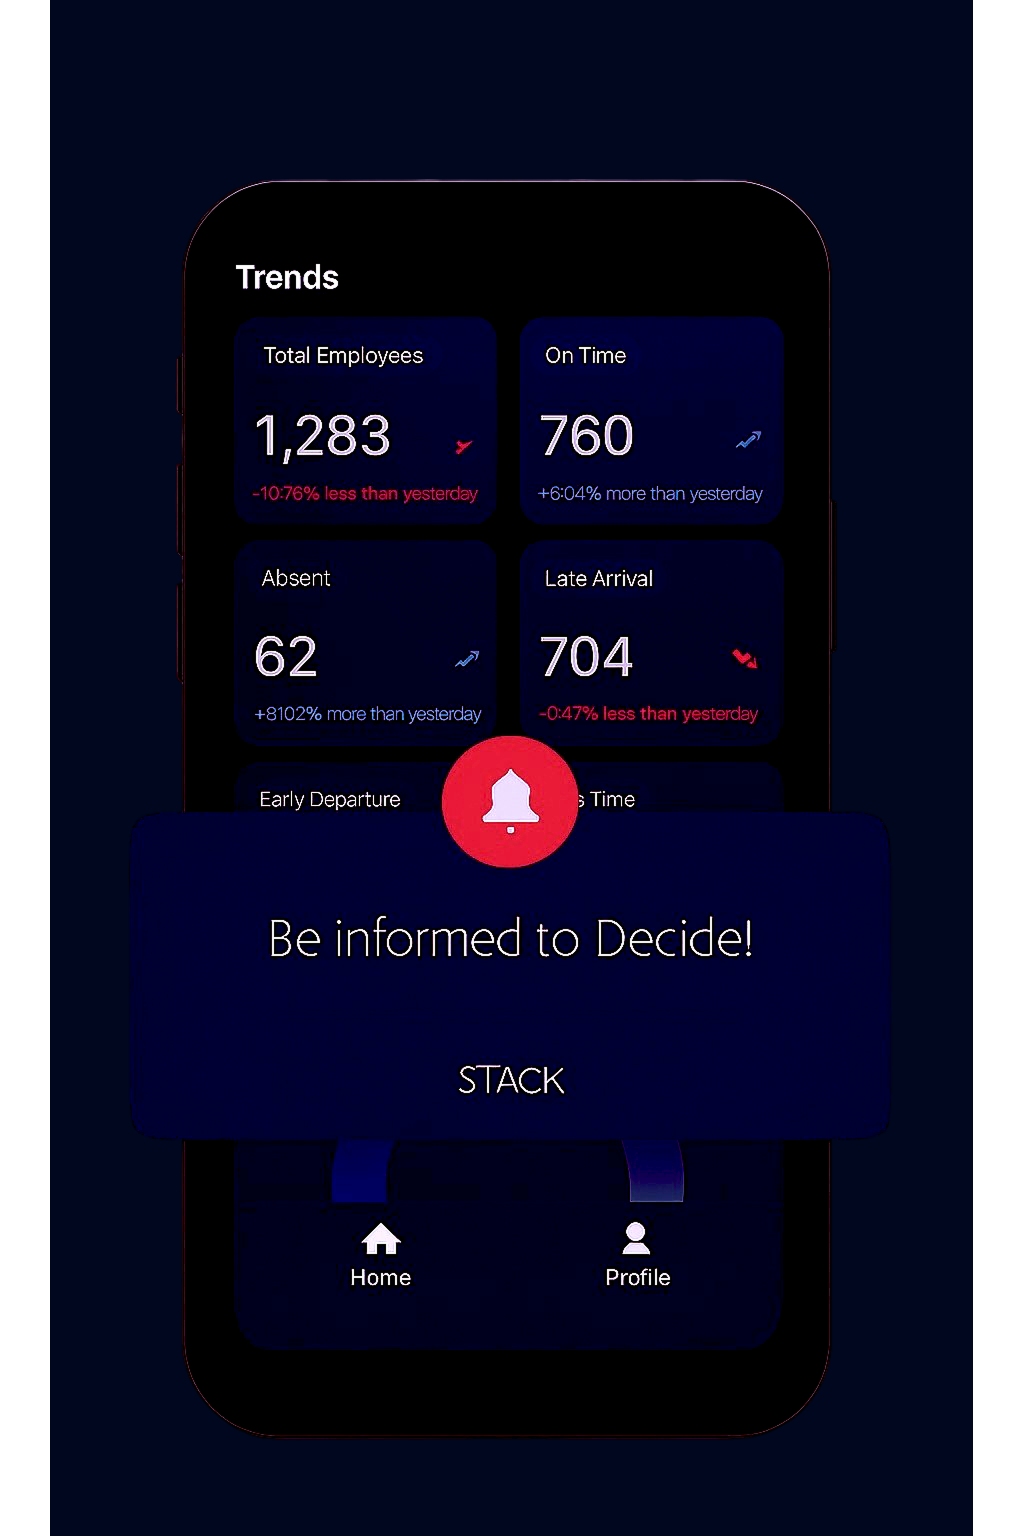 Trends
Total Employees
On Time
1,283
760
-10:76% less than yesterday
+6:04% more than yesterday
Absent
Late Arrival
62
704
+8102% more than yesterday
-0:47% less than yesterday
Early Departure
Time
Be informed to Decide!
STACK
Home
Profile